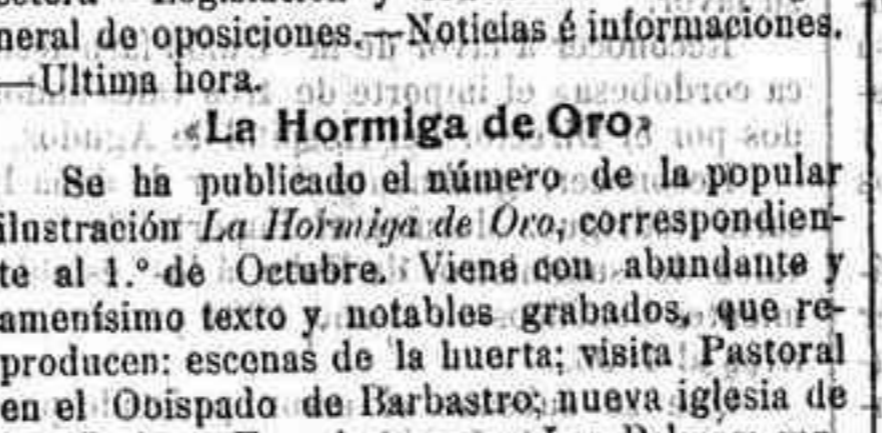 neral de oposiciones.—Noticias é informaciones.
—Ultima hora.
«La Hormiga de Oro»
Se ha publicado el número de la popular
ilustración La Hormiga de Oro, correspondien-
te al 1.º de Octubre. Viene con abundante y
amenísimo texto y notables grabados, que re-
producen: escenas de la huerta; visita Pastoral
en el Obispado de Barbastro; nueva iglesia de